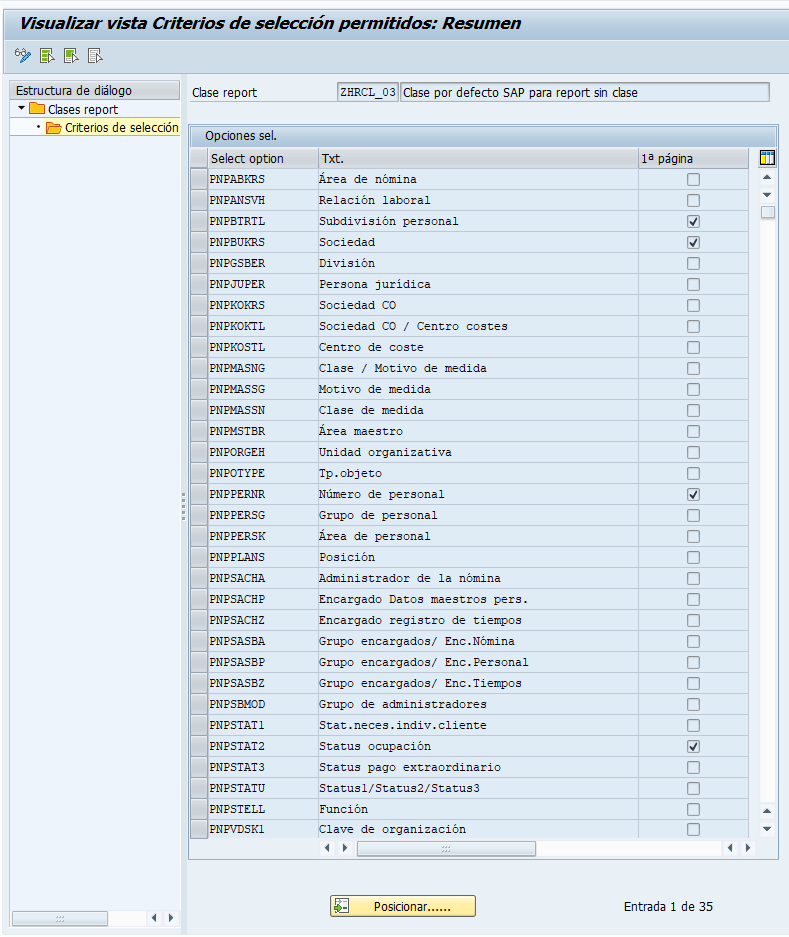 Visualizar vista Criterios de selección permitidos: Resumen
Estructura de diálogo
Clases report
Criterios de selección
Clase report ZHRCL_03 Clase por defecto SAP para report sin clase
Opciones sel.
Select option Txt. 1ª página
PNPABKRS Área de nómina
PNPANSVH Relación laboral
PNPBTRTL Subdivisión personal
PNPBUKRS Sociedad
PNPGSBER División
PNPJUPER Persona jurídica
PNPKOKRS Sociedad CO
PNPKOKTL Sociedad CO / Centro costes
PNPKOSTL Centro de coste
PNPMASNG Clase / Motivo de medida
PNPMASSG Motivo de medida
PNPMASSN Clase de medida
PNPMSTBR Área maestro
PNPORGEH Unidad organizativa
PNPOTYPE Tp.objeto
PNPPERNR Número de personal
PNPPERSG Grupo de personal
PNPPERSK Área de personal
PNPPLANS Posición
PNPSACHA Administrador de la nómina
PNPSACHP Encargado Datos maestros pers.
PNPSACHZ Encargado registro de tiempos
PNPSASBA Grupo encargados/ Enc.Nómina
PNPSASBP Grupo encargados/ Enc.Personal
PNPSASBZ Grupo encargados/ Enc.Tiempos
PNPSBMOD Grupo de administradores
PNPSTAT1 Stat.neces.indiv.cliente
PNPSTAT2 Status ocupación
PNPSTAT3 Status pago extraordinario
PNPSTATU Status1/Status2/Status3
PNPSTELL Función
PNPVDSK1 Clave de organización
Posicionar...... Entrada 1 de 35